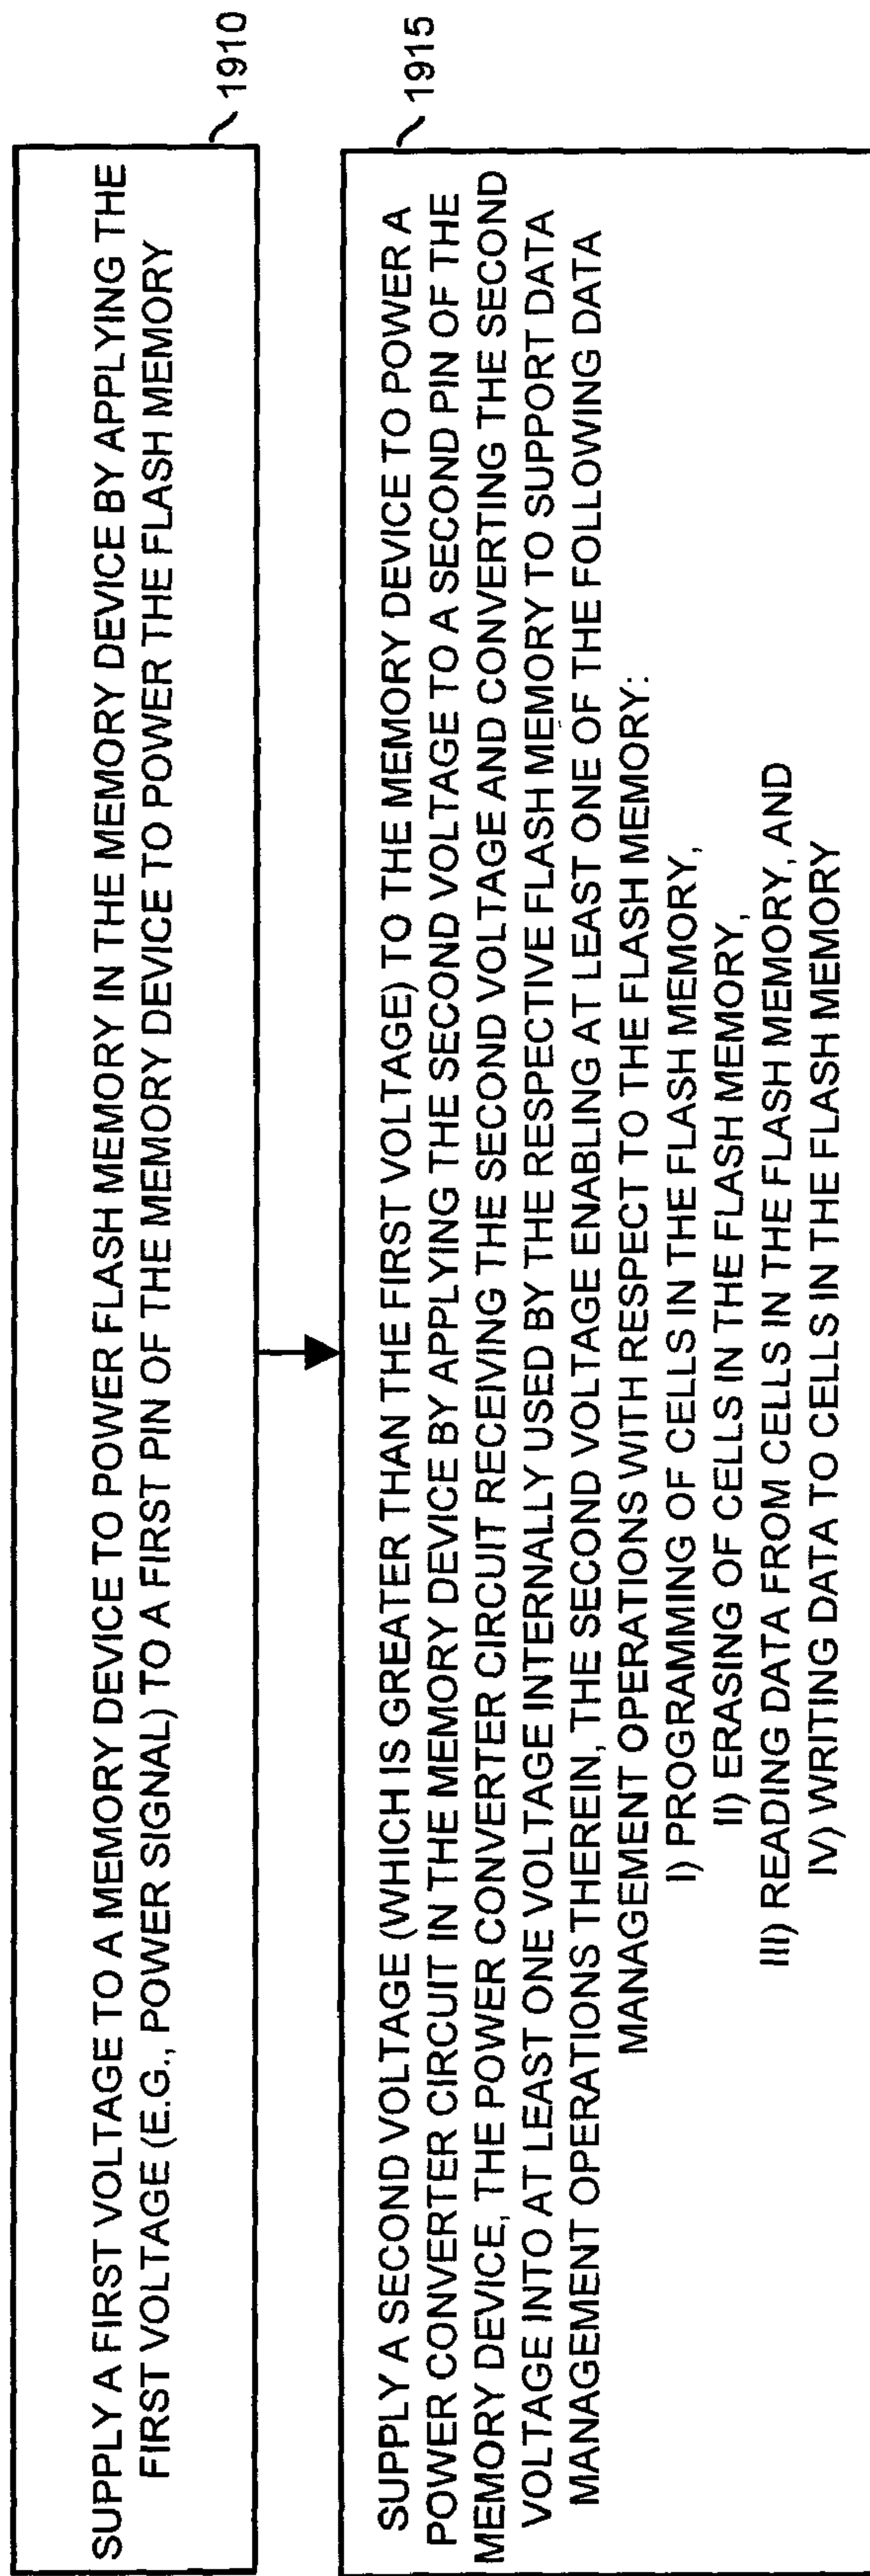 SUPPLY A FIRST VOLTAGE TO A MEMORY DEVICE TO POWER FLASH MEMORY IN THE MEMORY DEVICE BY APPLYING THE
FIRST VOLTAGE (E.G., POWER SIGNAL) TO A FIRST PIN OF THE MEMORY DEVICE TO POWER THE FLASH MEMORY
1910
SUPPLY A SECOND VOLTAGE (WHICH IS GREATER THAN THE FIRST VOLTAGE) TO THE MEMORY DEVICE TO POWER A
POWER CONVERTER CIRCUIT IN THE MEMORY DEVICE BY APPLYING THE SECOND VOLTAGE TO A SECOND PIN OF THE
MEMORY DEVICE, THE POWER CONVERTER CIRCUIT RECEIVING THE SECOND VOLTAGE AND CONVERTING THE SECOND
VOLTAGE INTO AT LEAST ONE VOLTAGE INTERNALLY USED BY THE RESPECTIVE FLASH MEMORY TO SUPPORT DATA
MANAGEMENT OPERATIONS THEREIN, THE SECOND VOLTAGE ENABLING AT LEAST ONE OF THE FOLLOWING DATA
MANAGEMENT OPERATIONS WITH RESPECT TO THE FLASH MEMORY:
I) PROGRAMMING OF CELLS IN THE FLASH MEMORY,
II) ERASING OF CELLS IN THE FLASH MEMORY,
III) READING DATA FROM CELLS IN THE FLASH MEMORY, AND
IV) WRITING DATA TO CELLS IN THE FLASH MEMORY
1915